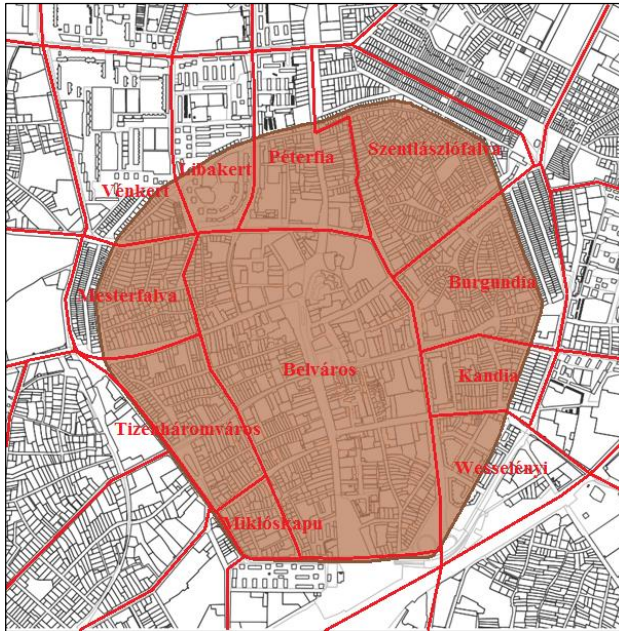 Péterfia
Szentlászlófalva
Libakert
Vénkert
Burgundia
Mesterfalva
Belváros
Kandia
Tizenháromváros
Wesselényi
Miklóskapu